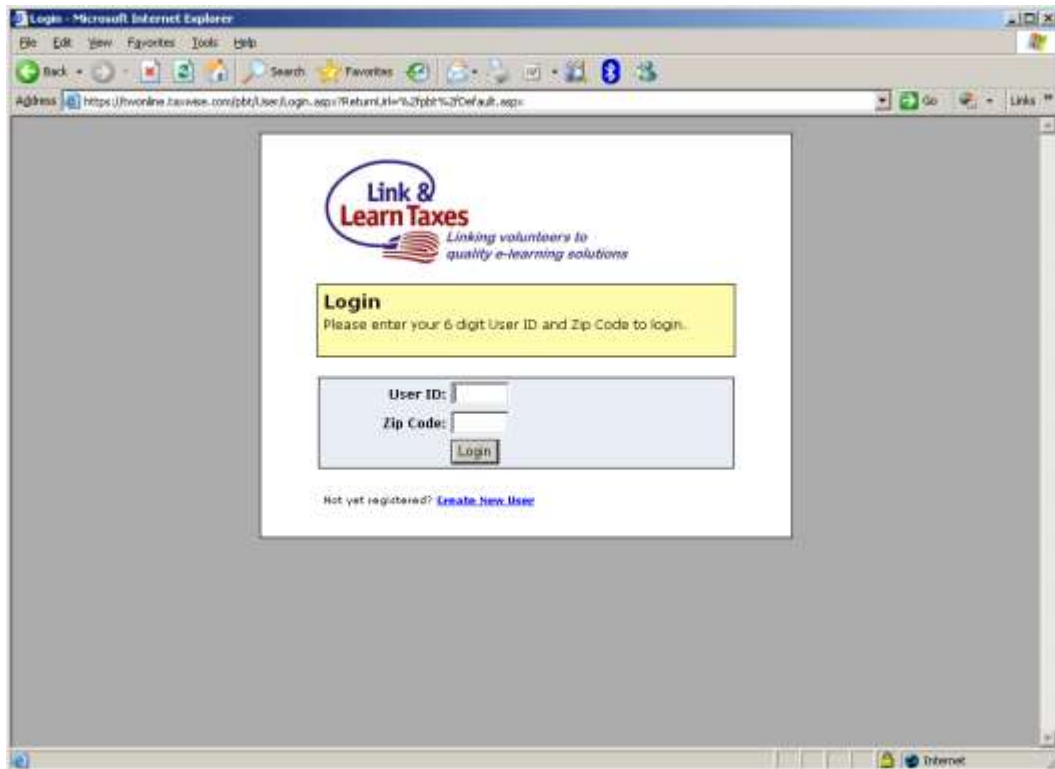 Login - Microsoft Internet Explorer
File Edit View Favorites Tools Help
Back Search Favorites
Address https://twonline.taxwise.com/pbt/User/Login.aspx?ReturnUrl=%2fpbt%2fDefault.aspx Go Links »
Link &
Learn Taxes
Linking volunteers to
quality e-learning solutions
Login
Please enter your 6 digit User ID and Zip Code to login.
User ID:
Zip Code:
Login
Not yet registered? Create New User
Internet